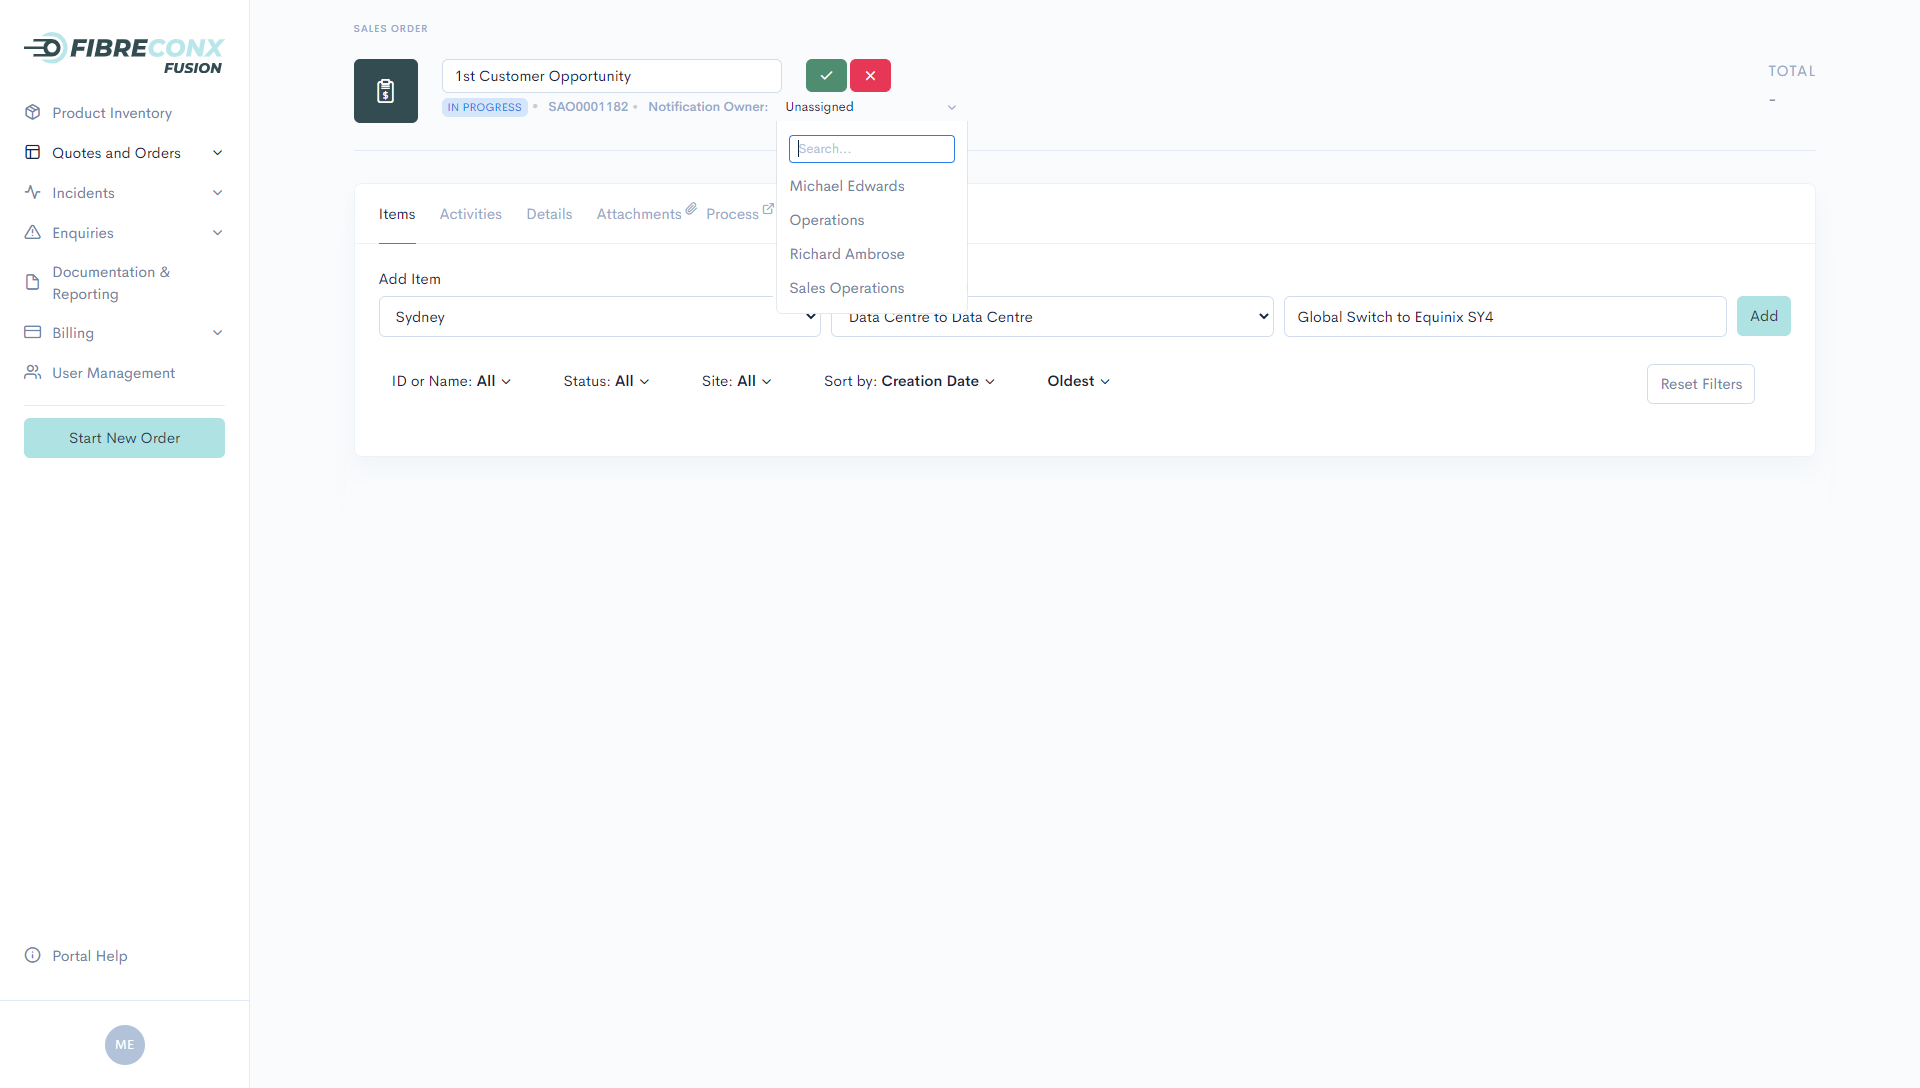 FIBRECONX
FUSION
Product Inventory
Quotes and Orders
Incidents
Enquiries
Documentation &
Reporting
Billing
User Management
Start New Order
Portal Help
ME
SALES ORDER
1st Customer Opportunity
TOTAL
-
IN PROGRESS • SAO0001182 • Notification Owner: Unassigned
Search...
Michael Edwards
Operations
Richard Ambrose
Sales Operations
Items Activities Details Attachments Process
Add Item
Sydney Data Centre to Data Centre Global Switch to Equinix SY4 Add
ID or Name: All Status: All Site: All Sort by: Creation Date Oldest Reset Filters